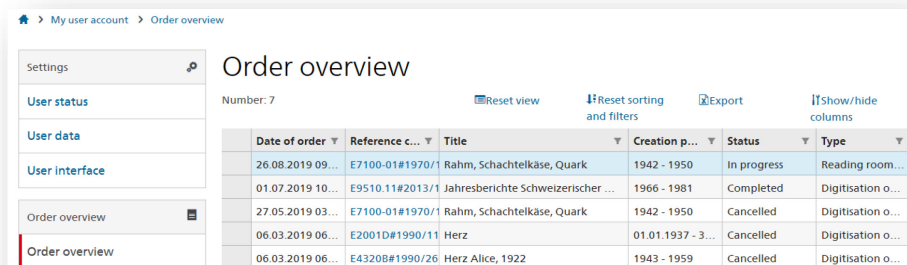 My user account > Order overview
Settings
User status
User data
User interface
Order overview
Order overview
Order overview
Number: 7
Reset view
Reset sorting and filters
Export
Show/hide columns
Date of order Reference c... Title Creation p... Status Type
26.08.2019 09... E7100-01#1970/1 Rahm, Schachtelkäse, Quark 1942 - 1950 In progress Reading room...
01.07.2019 10... E9510.11#2013/1 Jahresberichte Schweizerischer ... 1966 - 1981 Completed Digitisation o...
27.05.2019 03... E7100-01#1970/1 Rahm, Schachtelkäse, Quark 1942 - 1950 Cancelled Digitisation o...
06.03.2019 06... E2001D#1990/11 Herz 01.01.1937 - 3... Cancelled Digitisation o...
06.03.2019 06... E4320B#1990/26 Herz Alice, 1922 1943 - 1959 Cancelled Digitisation o...